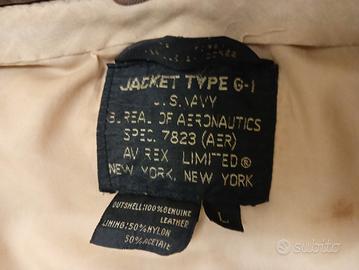 JACKET TYPE G-1
U.S.NAVY
BUREAU OF AERONAUTICS
SPEC. 7823 (AER)
AVIREX LIMITED®
NEW YORK, NEW YORK
OUTSHELL:100%GENUINE
LEATHER
LINING:50%NYLON
50%ACETATE
L
subito